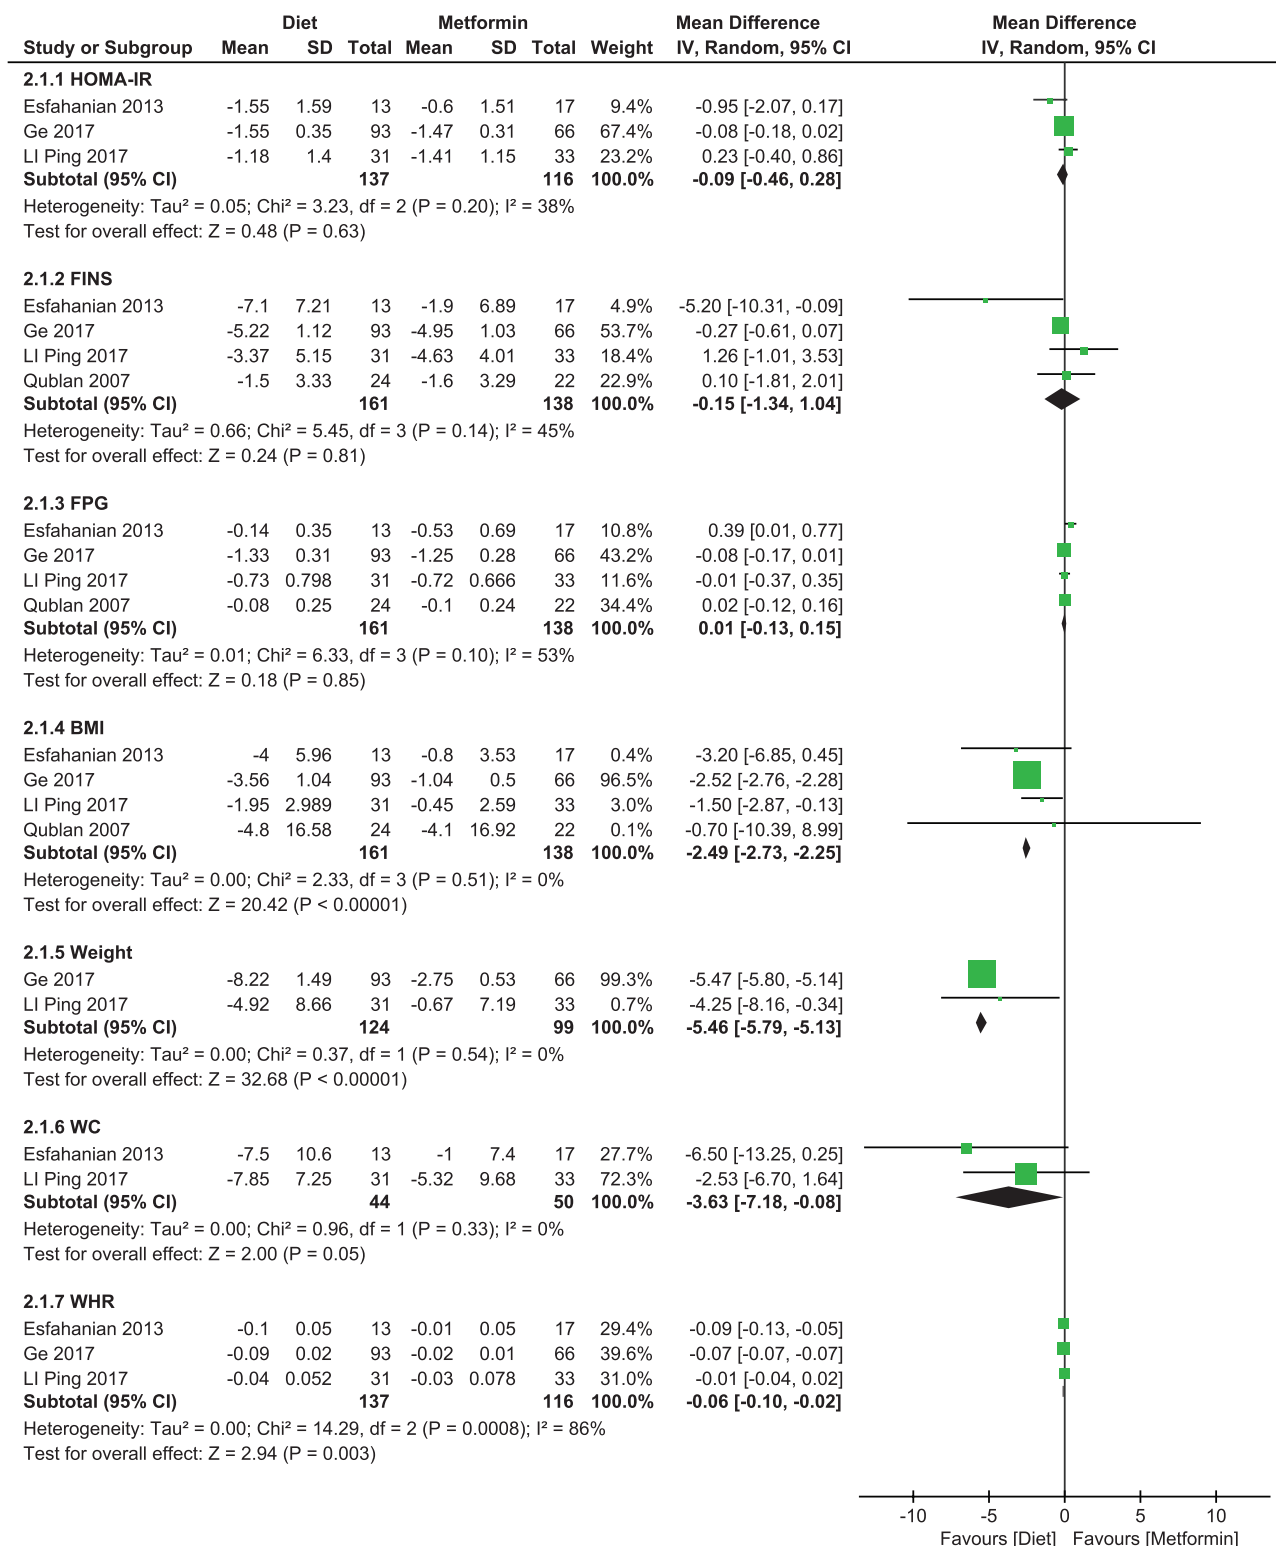 Diet Metformin Mean Difference Mean Difference
Study or Subgroup Mean SD Total Mean SD Total Weight IV, Random, 95% CI IV, Random, 95% CI
2.1.1 HOMA-IR
Esfahanian 2013 -1.55 1.59 13 -0.6 1.51 17 9.4% -0.95 [-2.07, 0.17]
Ge 2017 -1.55 0.35 93 -1.47 0.31 66 67.4% -0.08 [-0.18, 0.02]
LI Ping 2017 -1.18 1.4 31 -1.41 1.15 33 23.2% 0.23 [-0.40, 0.86]
Subtotal (95% CI) 137 116 100.0% -0.09 [-0.46, 0.28]
Heterogeneity: Tau² = 0.05; Chi² = 3.23, df = 2 (P = 0.20); I² = 38%
Test for overall effect: Z = 0.48 (P = 0.63)
2.1.2 FINS
Esfahanian 2013 -7.1 7.21 13 -1.9 6.89 17 4.9% -5.20 [-10.31, -0.09]
Ge 2017 -5.22 1.12 93 -4.95 1.03 66 53.7% -0.27 [-0.61, 0.07]
LI Ping 2017 -3.37 5.15 31 -4.63 4.01 33 18.4% 1.26 [-1.01, 3.53]
Qublan 2007 -1.5 3.33 24 -1.6 3.29 22 22.9% 0.10 [-1.81, 2.01]
Subtotal (95% CI) 161 138 100.0% -0.15 [-1.34, 1.04]
Heterogeneity: Tau² = 0.66; Chi² = 5.45, df = 3 (P = 0.14); I² = 45%
Test for overall effect: Z = 0.24 (P = 0.81)
2.1.3 FPG
Esfahanian 2013 -0.14 0.35 13 -0.53 0.69 17 10.8% 0.39 [0.01, 0.77]
Ge 2017 -1.33 0.31 93 -1.25 0.28 66 43.2% -0.08 [-0.17, 0.01]
LI Ping 2017 -0.73 0.798 31 -0.72 0.666 33 11.6% -0.01 [-0.37, 0.35]
Qublan 2007 -0.08 0.25 24 -0.1 0.24 22 34.4% 0.02 [-0.12, 0.16]
Subtotal (95% CI) 161 138 100.0% 0.01 [-0.13, 0.15]
Heterogeneity: Tau² = 0.01; Chi² = 6.33, df = 3 (P = 0.10); I² = 53%
Test for overall effect: Z = 0.18 (P = 0.85)
2.1.4 BMI
Esfahanian 2013 -4 5.96 13 -0.8 3.53 17 0.4% -3.20 [-6.85, 0.45]
Ge 2017 -3.56 1.04 93 -1.04 0.5 66 96.5% -2.52 [-2.76, -2.28]
LI Ping 2017 -1.95 2.989 31 -0.45 2.59 33 3.0% -1.50 [-2.87, -0.13]
Qublan 2007 -4.8 16.58 24 -4.1 16.92 22 0.1% -0.70 [-10.39, 8.99]
Subtotal (95% CI) 161 138 100.0% -2.49 [-2.73, -2.25]
Heterogeneity: Tau² = 0.00; Chi² = 2.33, df = 3 (P = 0.51); I² = 0%
Test for overall effect: Z = 20.42 (P < 0.00001)
2.1.5 Weight
Ge 2017 -8.22 1.49 93 -2.75 0.53 66 99.3% -5.47 [-5.80, -5.14]
LI Ping 2017 -4.92 8.66 31 -0.67 7.19 33 0.7% -4.25 [-8.16, -0.34]
Subtotal (95% CI) 124 99 100.0% -5.46 [-5.79, -5.13]
Heterogeneity: Tau² = 0.00; Chi² = 0.37, df = 1 (P = 0.54); I² = 0%
Test for overall effect: Z = 32.68 (P < 0.00001)
2.1.6 WC
Esfahanian 2013 -7.5 10.6 13 -1 7.4 17 27.7% -6.50 [-13.25, 0.25]
LI Ping 2017 -7.85 7.25 31 -5.32 9.68 33 72.3% -2.53 [-6.70, 1.64]
Subtotal (95% CI) 44 50 100.0% -3.63 [-7.18, -0.08]
Heterogeneity: Tau² = 0.00; Chi² = 0.96, df = 1 (P = 0.33); I² = 0%
Test for overall effect: Z = 2.00 (P = 0.05)
2.1.7 WHR
Esfahanian 2013 -0.1 0.05 13 -0.01 0.05 17 29.4% -0.09 [-0.13, -0.05]
Ge 2017 -0.09 0.02 93 -0.02 0.01 66 39.6% -0.07 [-0.07, -0.07]
LI Ping 2017 -0.04 0.052 31 -0.03 0.078 33 31.0% -0.01 [-0.04, 0.02]
Subtotal (95% CI) 137 116 100.0% -0.06 [-0.10, -0.02]
Heterogeneity: Tau² = 0.00; Chi² = 14.29, df = 2 (P = 0.0008); I² = 86%
Test for overall effect: Z = 2.94 (P = 0.003)
-10 -5 0 5 10
Favours [Diet] Favours [Metformin]